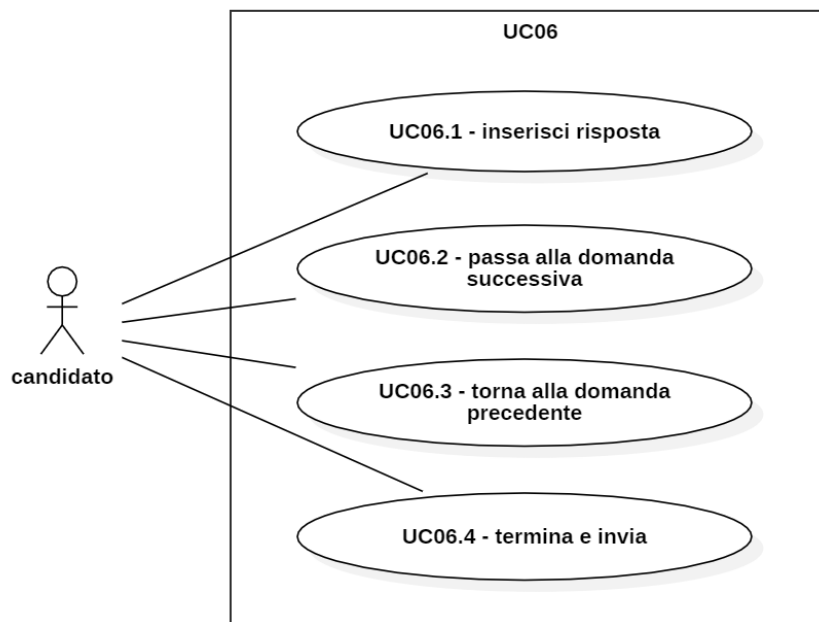 UC06
UC06.1 - inserisci risposta
UC06.2 - passa alla domanda
successiva
candidato
UC06.3 - torna alla domanda
precedente
UC06.4 - termina e invia